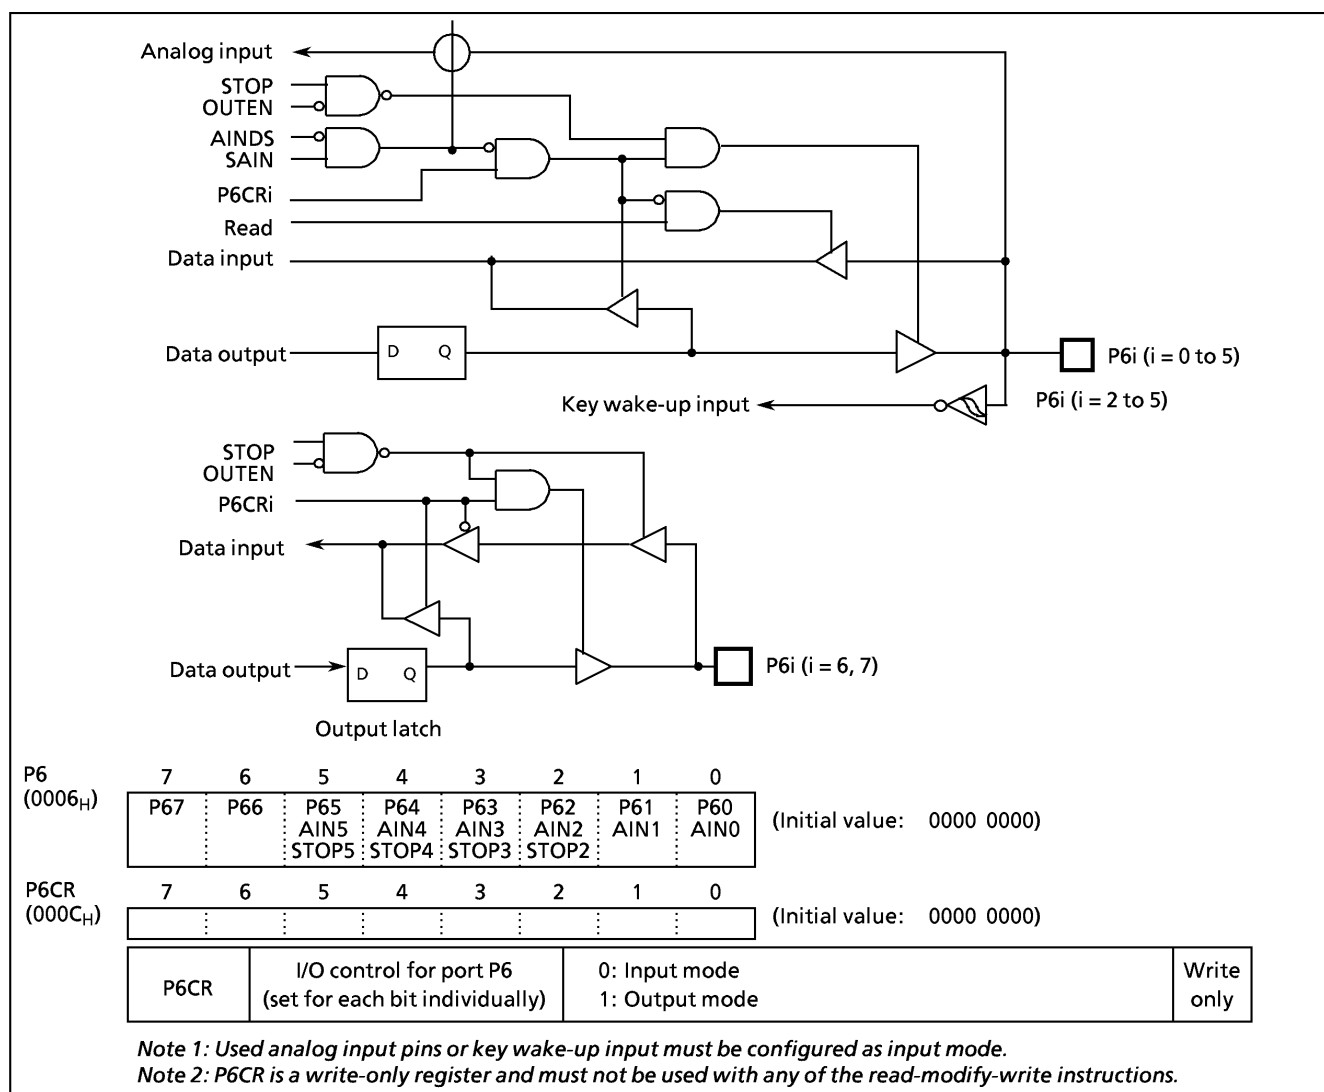 Analog input
STOP
OUTEN
AINDS
SAIN
P6CRi
Read
Data input
Data output
D Q
P6i (i = 0 to 5)
Key wake-up input
P6i (i = 2 to 5)
STOP
OUTEN
P6CRi
Data input
Data output
D Q
P6i (i = 6, 7)
Output latch
P6 7 6 5 4 3 2 1 0
(0006H)
P67 P66 P65 P64 P63 P62 P61 P60
AIN5 AIN4 AIN3 AIN2 AIN1 AIN0
STOP5 STOP4 STOP3 STOP2
(Initial value: 0000 0000)
P6CR 7 6 5 4 3 2 1 0
(000CH)
(Initial value: 0000 0000)
P6CR
I/O control for port P6
(set for each bit individually)
0: Input mode
1: Output mode
Write
only
Note 1: Used analog input pins or key wake-up input must be configured as input mode.
Note 2: P6CR is a write-only register and must not be used with any of the read-modify-write instructions.